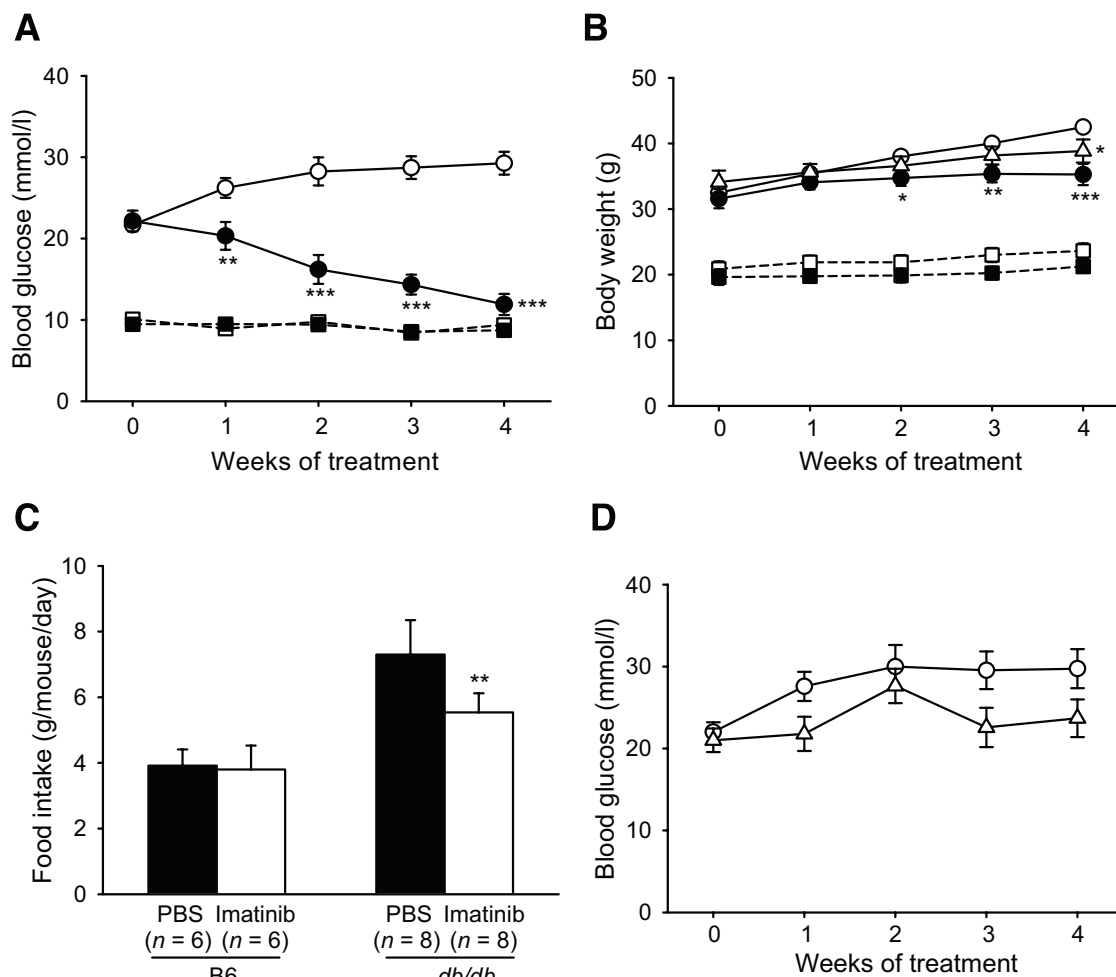 A
Blood glucose (mmol/l)
40
30
20
10
0
**
***
***
***
0 1 2 3 4
Weeks of treatment
B
Body weight (g)
50
40
30
20
10
0
*
*
**
***
0 1 2 3 4
Weeks of treatment
C
Food intake (g/mouse/day)
10
8
6
4
2
0
**
PBS Imatinib PBS Imatinib
(n = 6) (n = 6) (n = 8) (n = 8)
B6 db/db
D
Blood glucose (mmol/l)
40
30
20
10
0
0 1 2 3 4
Weeks of treatment